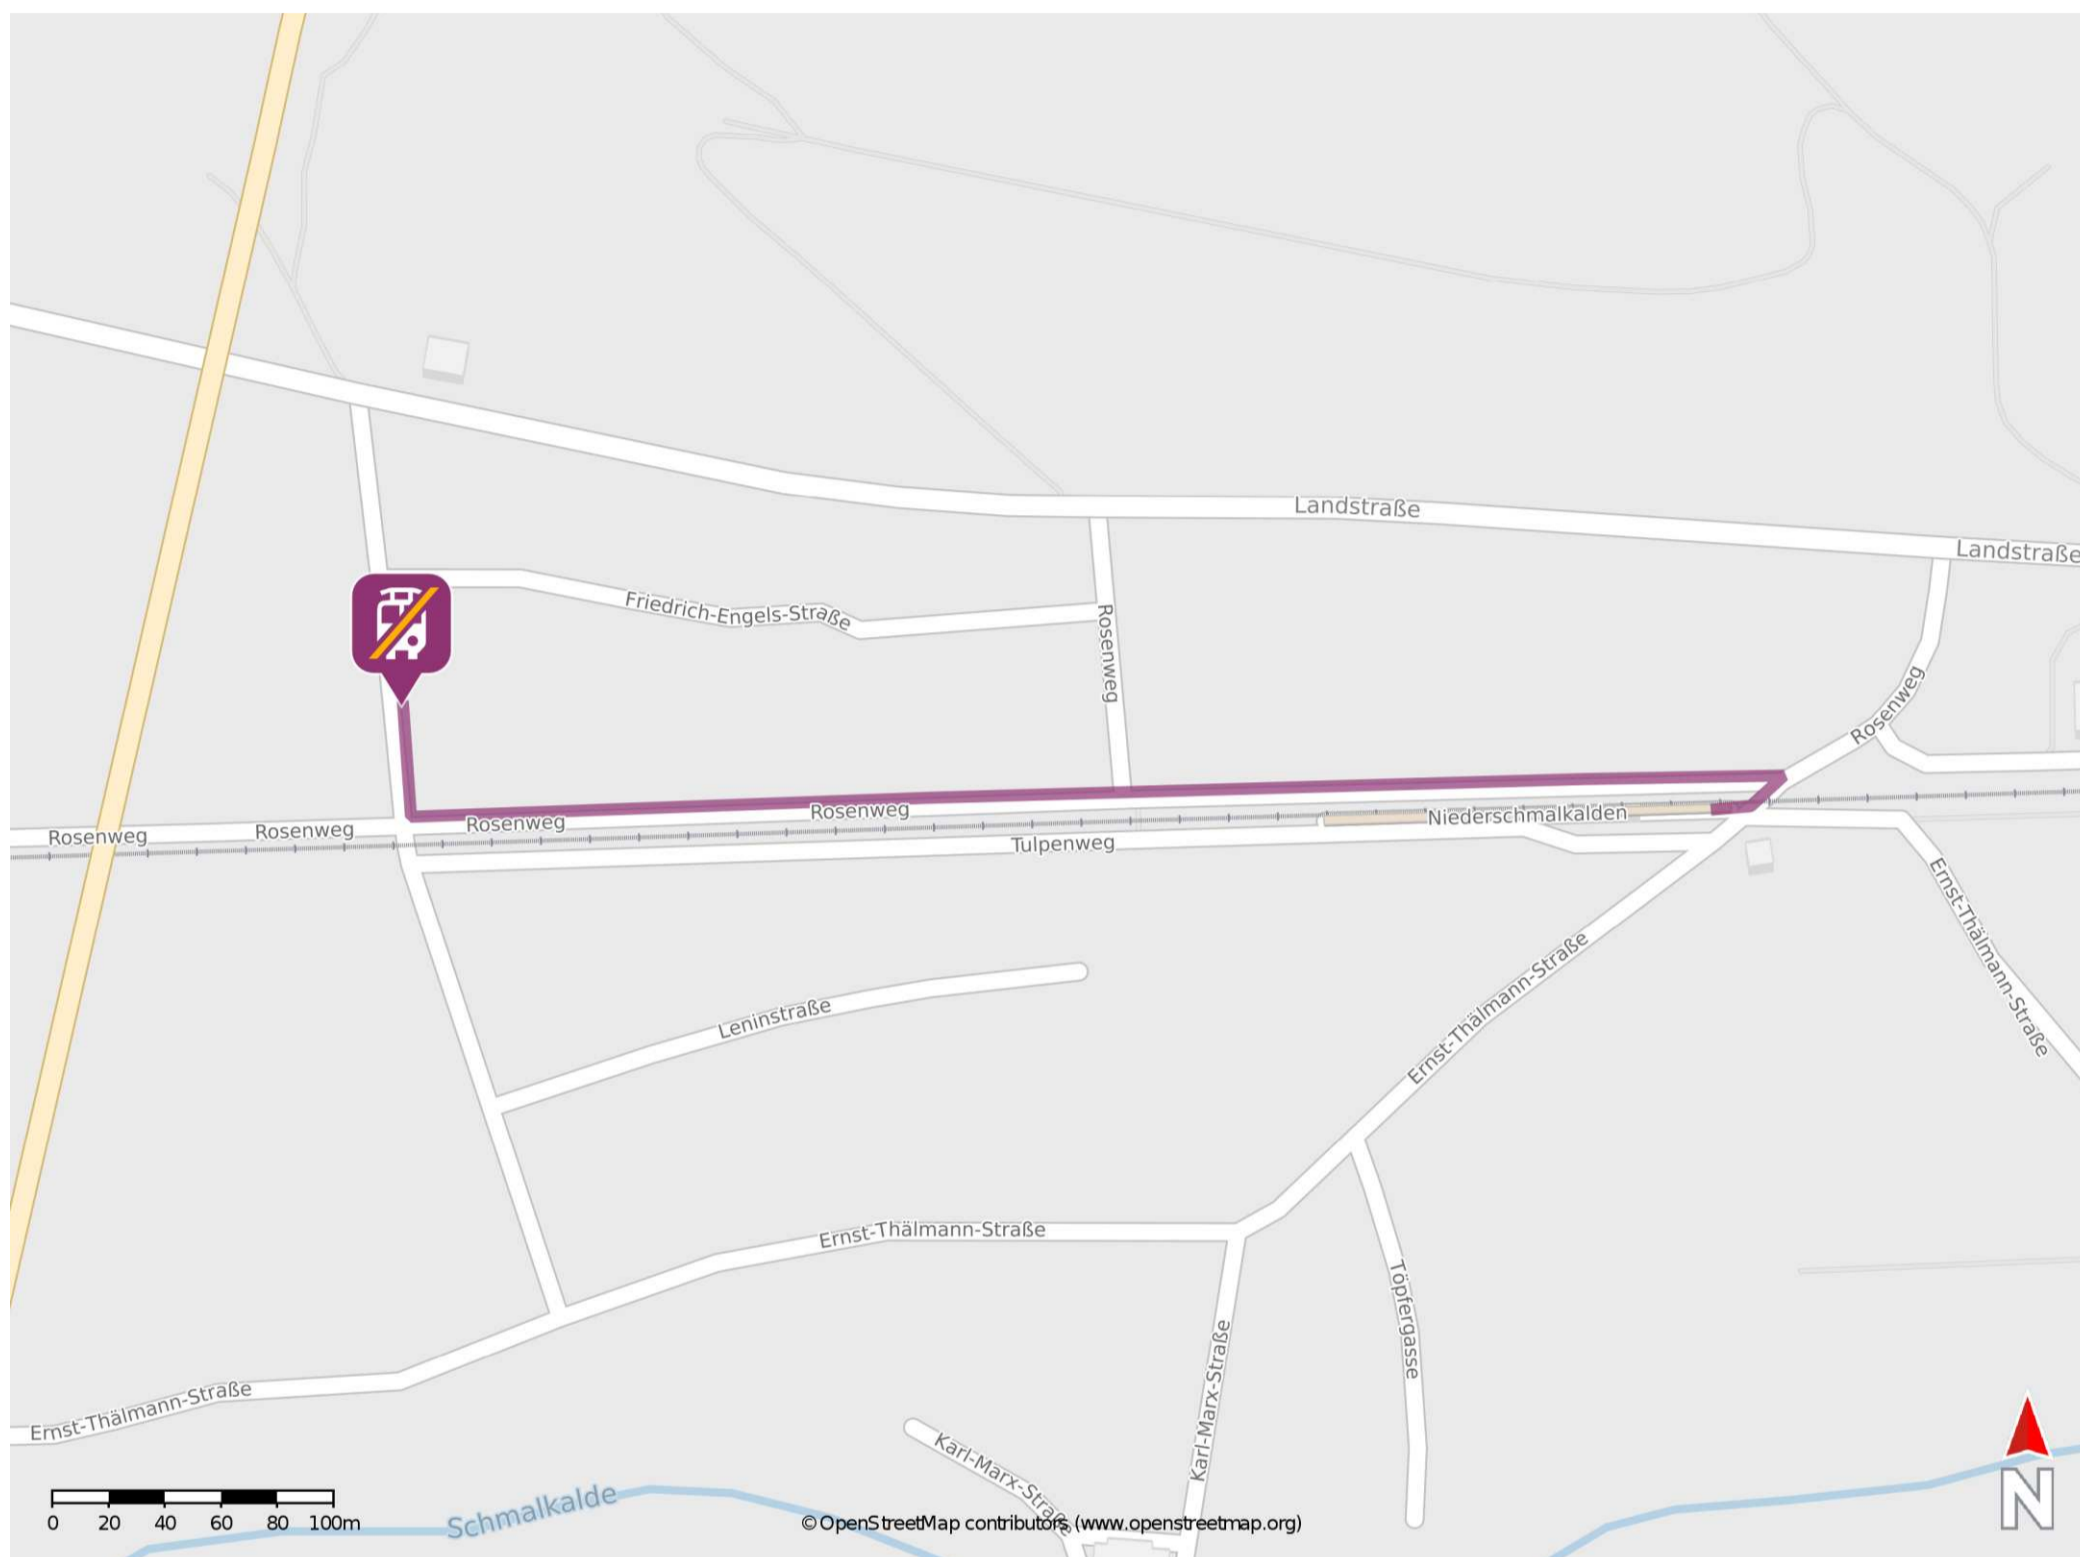 Landstraße
Landstraße
Friedrich-Engels-Straße
Rosenweg
Rosenweg
Rosenweg
Rosenweg
Rosenweg
Rosenweg
Niederschmalkalden
Tulpenweg
Ernst-Thälmann-Straße
Ernst-Thälmann-Straße
Leninstraße
Ernst-Thälmann-Straße
Töpfergasse
Karl-Marx-Straße
Ernst-Thälmann-Straße
Karl-Marx-Straße
Schmalkalde
N
0 20 40 60 80 100m
©OpenStreetMap contributors (www.openstreetmap.org)